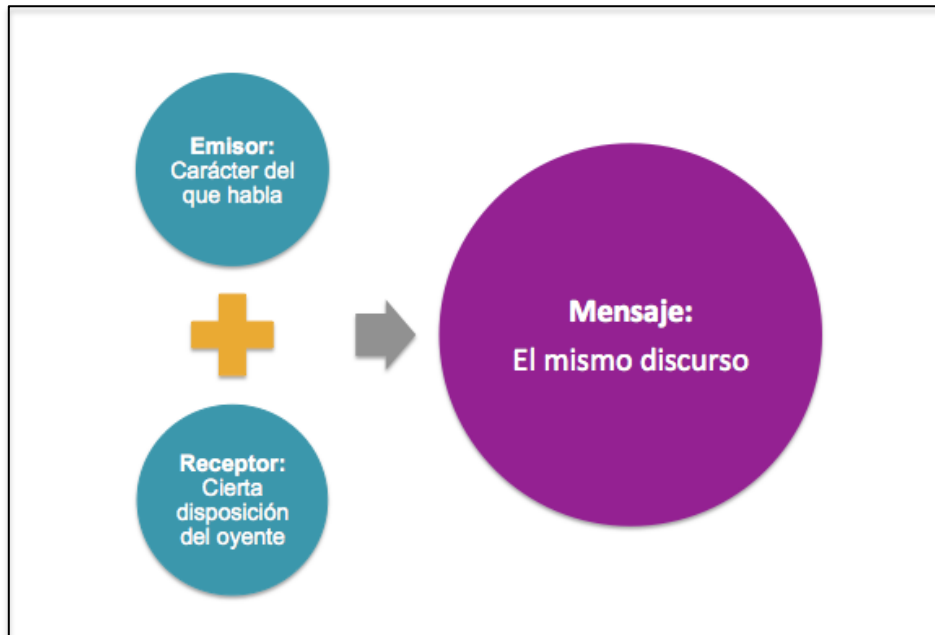 Emisor:
Carácter del
que habla
Receptor:
Cierta
disposición
del oyente
Mensaje:
El mismo discurso